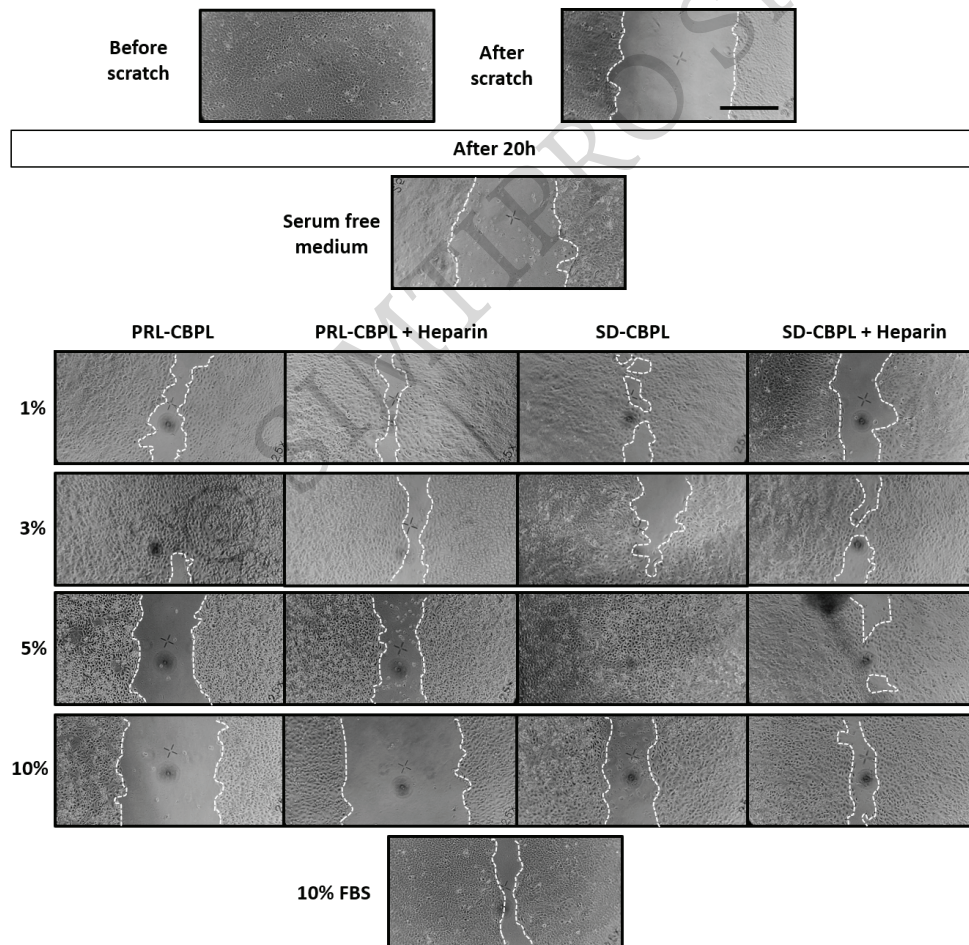 Before
scratch
After
scratch
After 20h
Serum free
medium
PRL-CBPL
PRL-CBPL + Heparin
SD-CBPL
SD-CBPL + Heparin
1%
3%
5%
10%
10% FBS
SIMTIPRO S